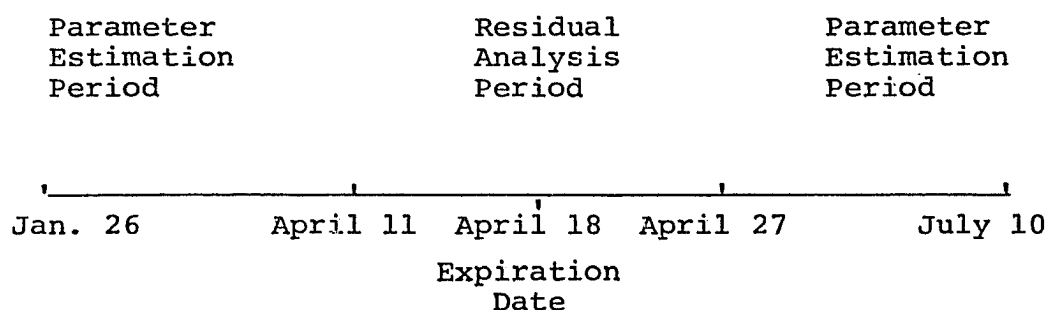 Parameter Residual Parameter
Estimation Analysis Estimation
Period Period Period
Jan. 26 April 11 April 18 April 27 July 10
Expiration
Date